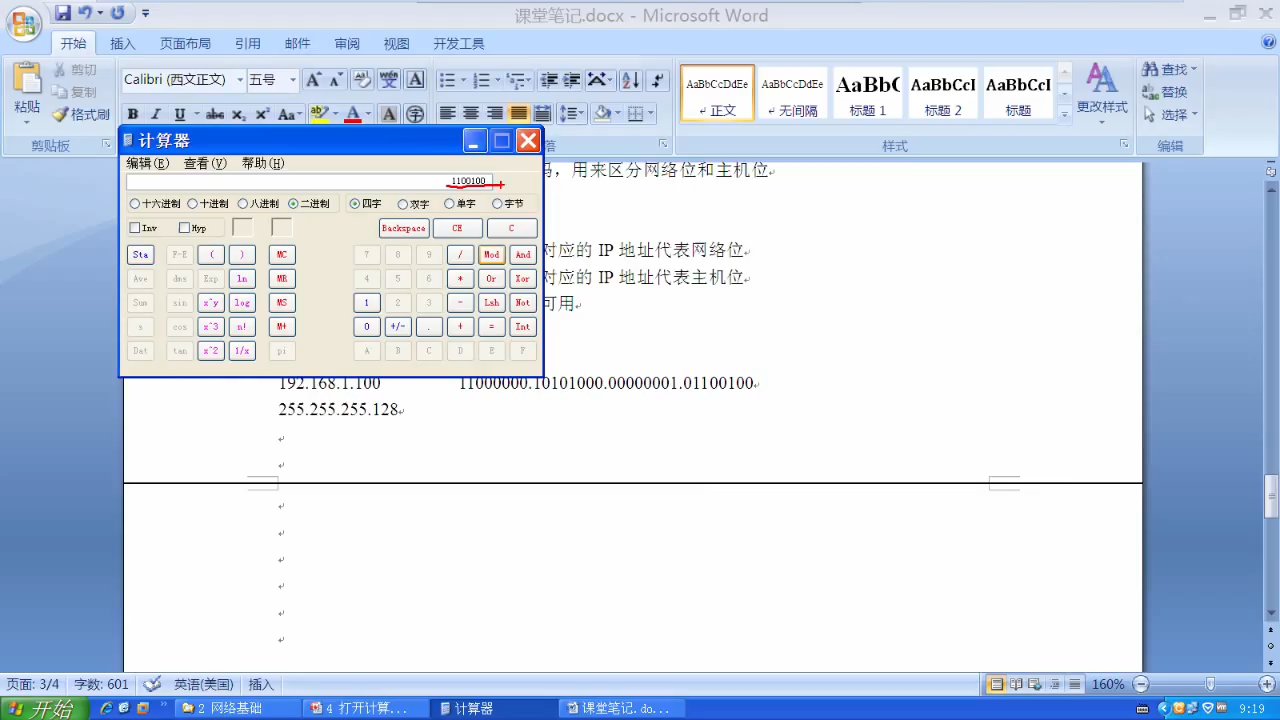 课堂笔记.docx - Microsoft Word
开始 插入 页面布局 引用 邮件 审阅 视图 开发工具
剪切
复制
格式刷
粘贴
剪贴板
Calibri (西文正文) 五号
AaBbCcDdEe AaBbCcDdEe AaBbC AaBbCcI AaBbCcI
正文 无间隔 标题 1 标题 2 标题
更改样式
样式
查找
替换
选择
编辑
计算器
编辑(E) 查看(V) 帮助(H)
1100100
十六进制 十进制 八进制 二进制 四字 双字 单字 字节
Inv Hyp Backspace CE C
Sta F-E ( ) MC 7 8 9 / Mod And
Ave dms Exp ln MR 4 5 6 * Or Xor
Sum sin x^y log MS 1 2 3 - Lsh Not
s cos x^3 n! M+ 0 +/- . + = Int
Dat tan x^2 1/x pi A B C D E F
,用来区分网络位和主机位
对应的 IP 地址代表网络位
对应的 IP 地址代表主机位
可用
192.168.1.100 11000000.10101000.00000001.01100100
255.255.255.128
页面: 3/4 字数: 601 英语(美国) 插入 160%
开始 2 网络基础 4 打开计算... 计算器 课堂笔记.do... 9:19